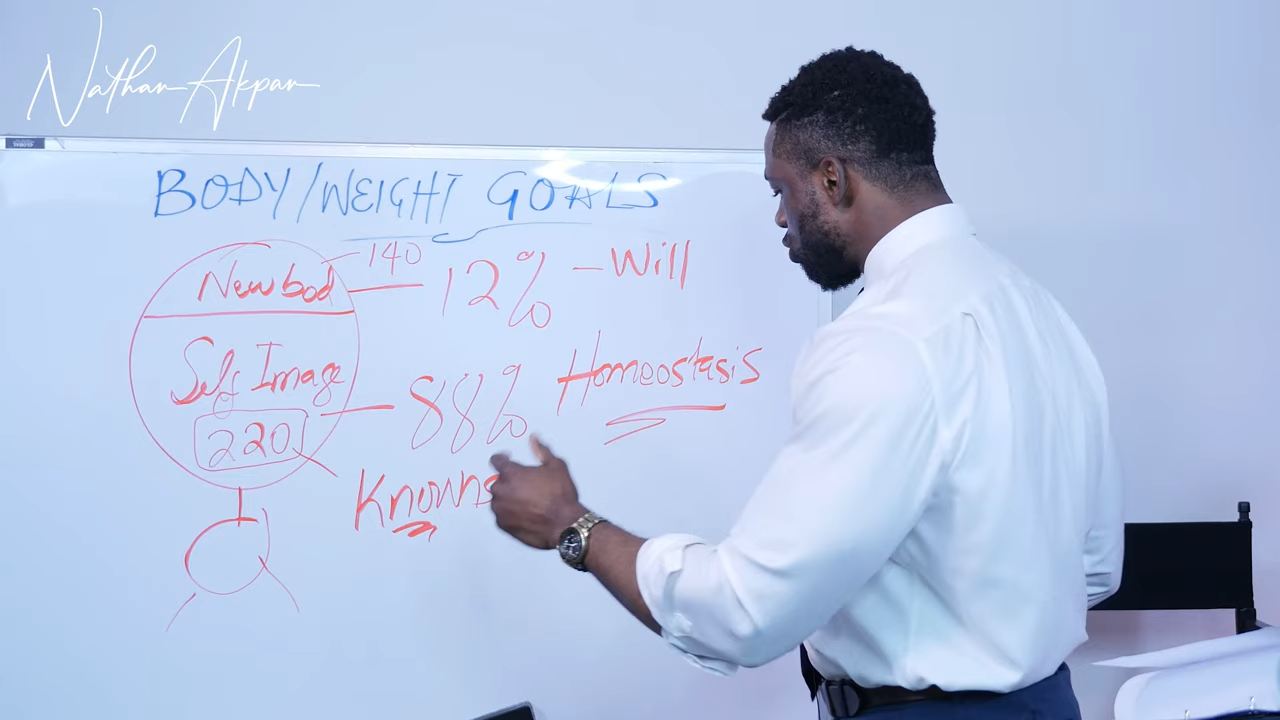 Nathan Akpan
BODY/WEIGHT GOALS
New bod
140
12% - Will
Self Image
88% Homeostasis
220
Knowns